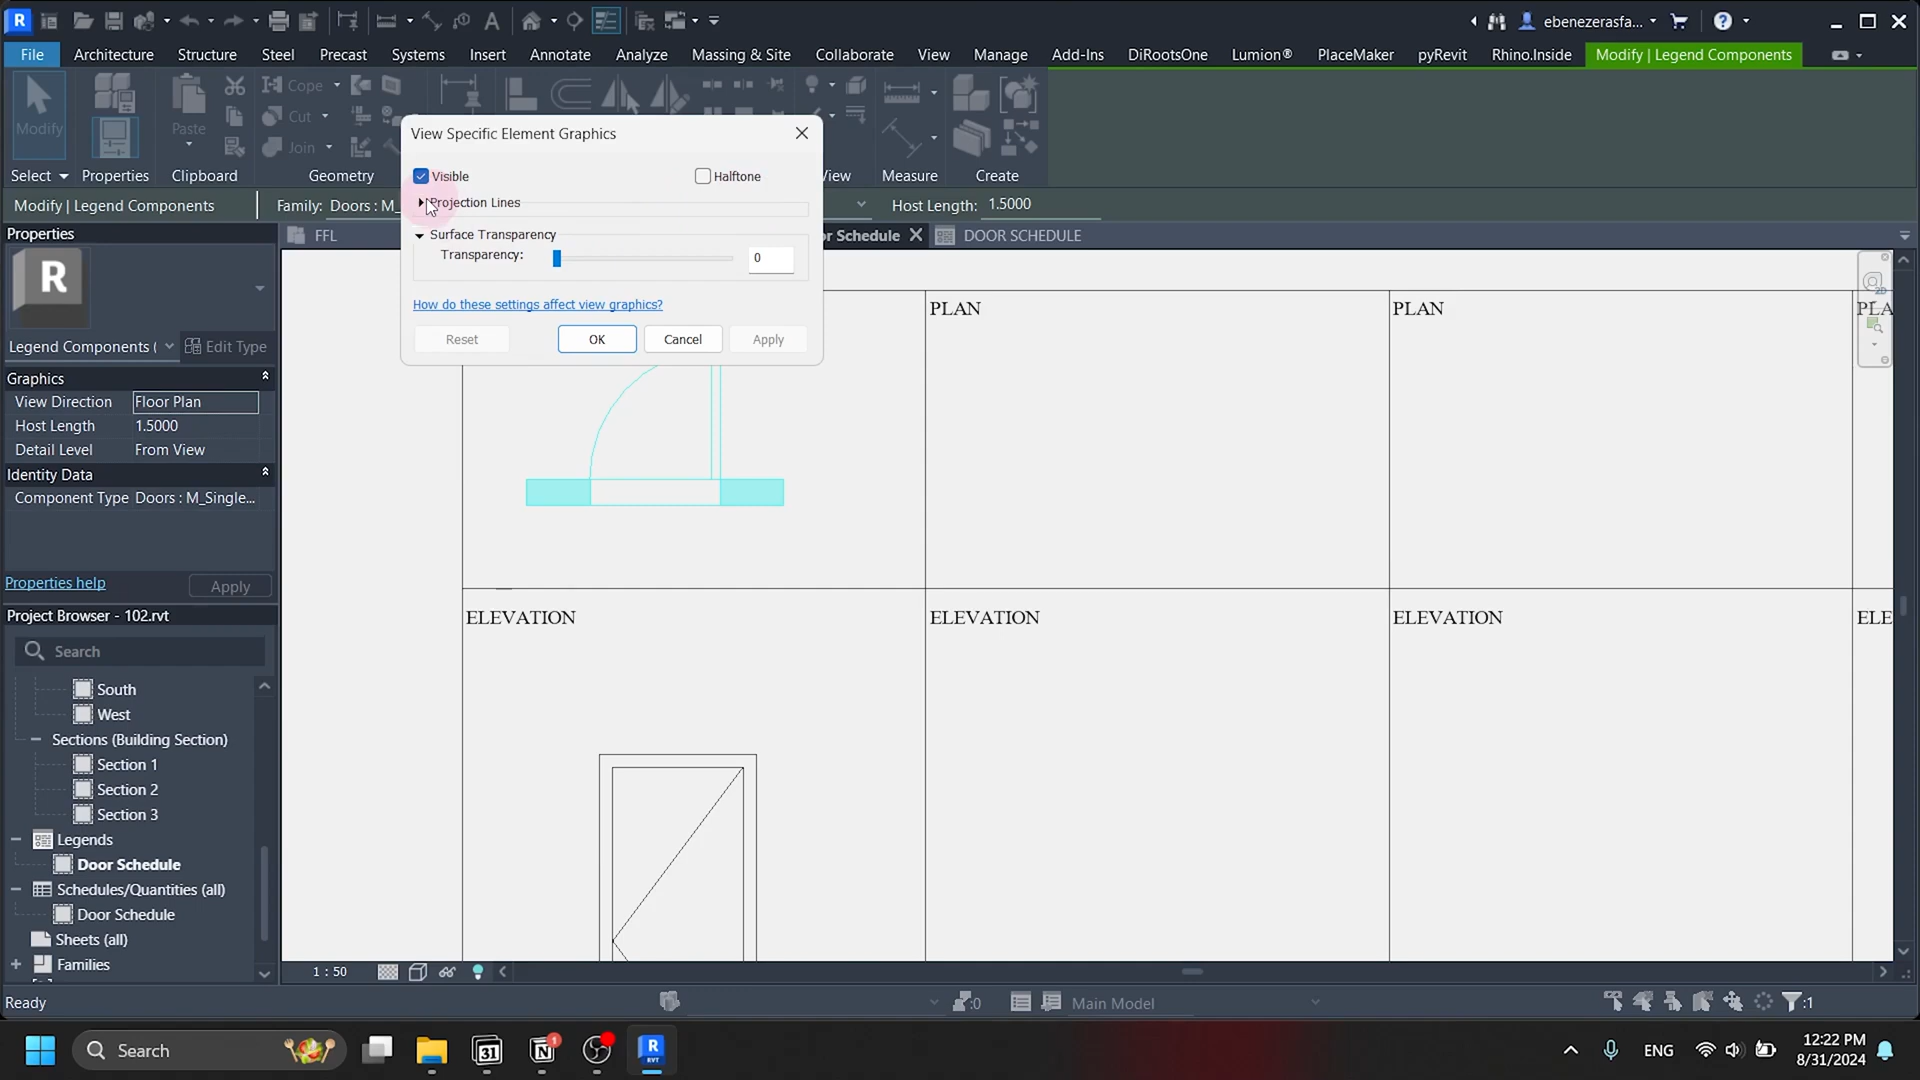 ebenezerasfa...
File Architecture Structure Steel Precast Systems Insert Annotate Analyze Massing & Site Collaborate View Manage Add-Ins DiRootsOne Lumion® PlaceMaker pyRevit Rhino.Inside Modify | Legend Components
Modify Paste Cope Cut Join
Select Properties Clipboard Geometry View Measure Create
Modify | Legend Components Family: Doors : M_ Host Length: 1.5000
View Specific Element Graphics
Visible Halftone
Projection Lines
Surface Transparency
Transparency: 0
How do these settings affect view graphics?
Reset OK Cancel Apply
Properties
R
Legend Components ( Edit Type
Graphics
View Direction Floor Plan
Host Length 1.5000
Detail Level From View
Identity Data
Component Type Doors : M_Single...
Properties help Apply
FFL or Schedule DOOR SCHEDULE
PLAN PLAN PLA
ELEVATION ELEVATION ELEVATION ELE
Project Browser - 102.rvt
Search
South
West
Sections (Building Section)
Section 1
Section 2
Section 3
Legends
Door Schedule
Schedules/Quantities (all)
Door Schedule
Sheets (all)
Families
1 : 50
Ready :0 Main Model :1
Search 31 N 1 R RVT ENG
12:22 PM
8/31/2024